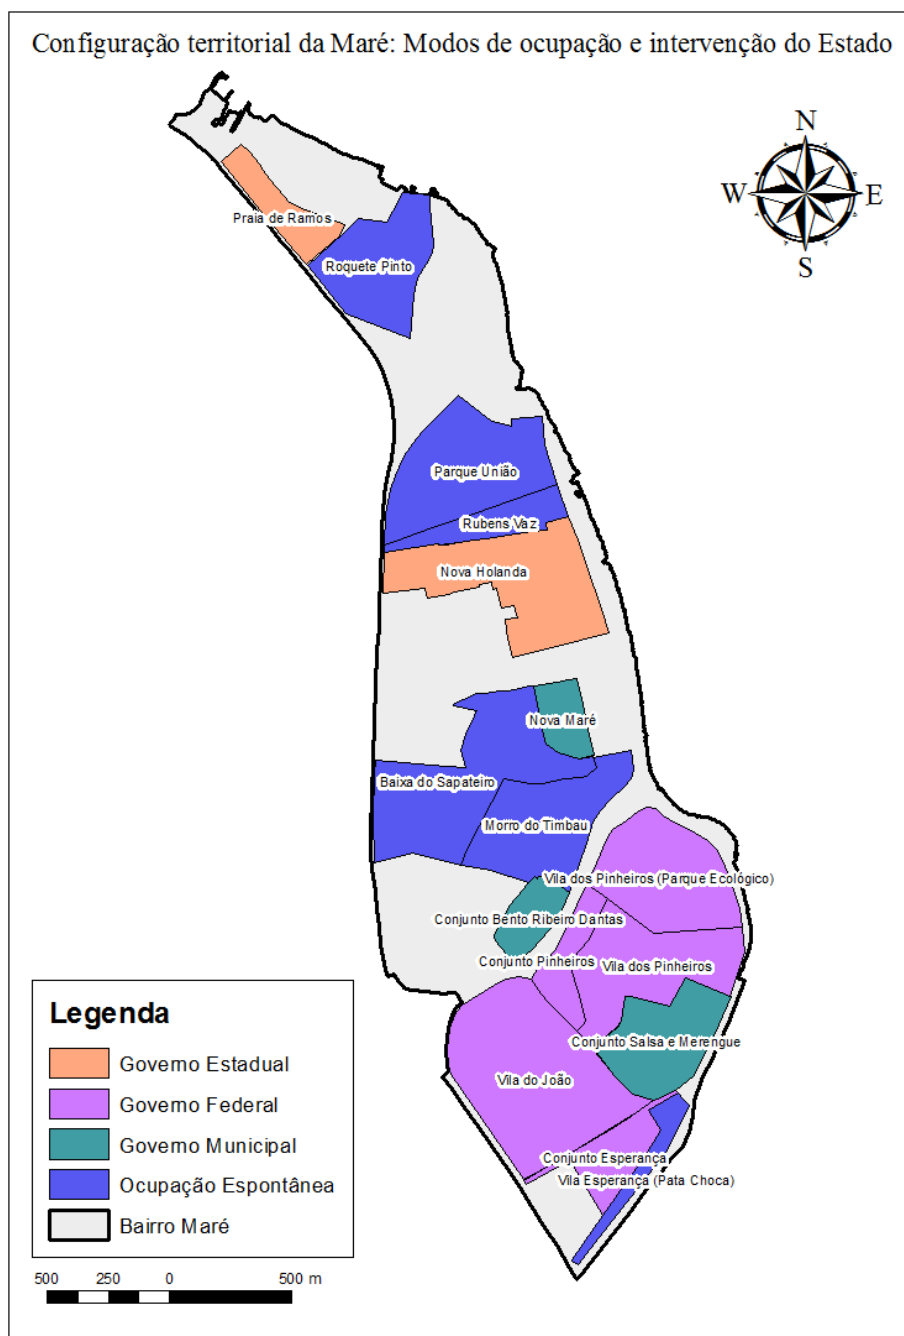 Configuração territorial da Maré: Modos de ocupação e intervenção do Estado
N
W
E
S
Praia de Ramos
Roquete Pinto
Parque União
Rubens Vaz
Nova Holanda
Nova Maré
Baixa do Sapateiro
Morro do Timbau
Vila dos Pinheiros (Parque Ecológico)
Conjunto Bento Ribeiro Dantas
Conjunto Pinheiros
Vila dos Pinheiros
Conjunto Salsa e Merengue
Vila do João
Conjunto Esperança
Vila Esperança (Pata Choca)
Legenda
Governo Estadual
Governo Federal
Governo Municipal
Ocupação Espontânea
Bairro Maré
500 250 0 500 m